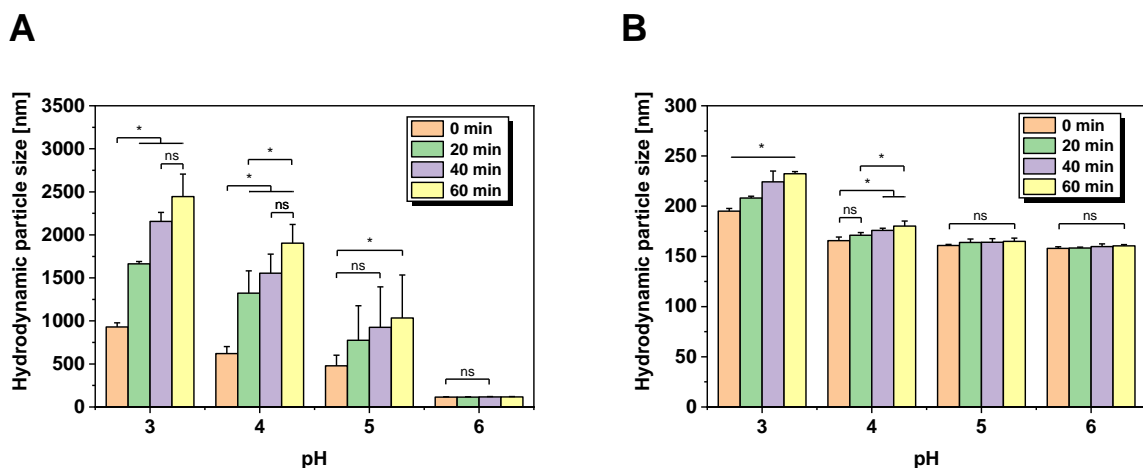 A
Hydrodynamic particle size [nm]
3500
3000
2500
2000
1500
1000
500
0
0 min
20 min
40 min
60 min
*
ns
*
*
ns
*
ns
ns
3
4
5
6
pH
B
Hydrodynamic particle size [nm]
300
250
200
150
100
50
0
0 min
20 min
40 min
60 min
*
*
*
ns
ns
ns
3
4
5
6
pH